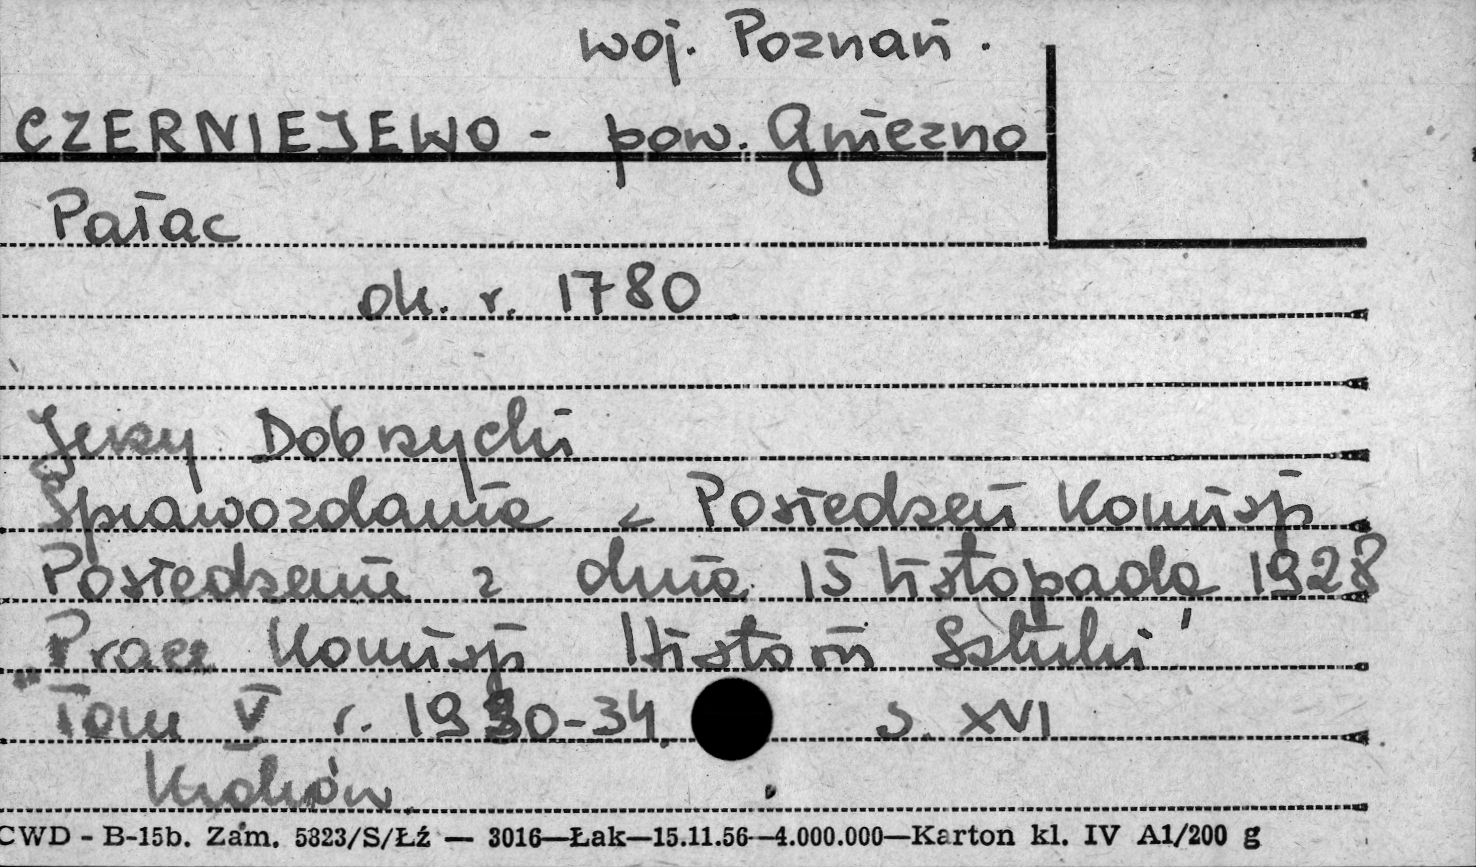 woj. Poznań.
CZERNIEJEWO - pow. Gniezno
Pałac
ok. r. 1780
Jerzy Dobrzycki
Sprawozdanie z Posiedzeń Komisji
Posiedzenie z dnia 15 listopada 1928
"Prace Komisji Historii Sztuki"
Tom V r. 1930-34 s. XVI
Kraków
CWD - B-15b. Zam. 5823/S/Łź — 3016—Łak—15.11.56—4.000.000—Karton kl. IV A1/200 g